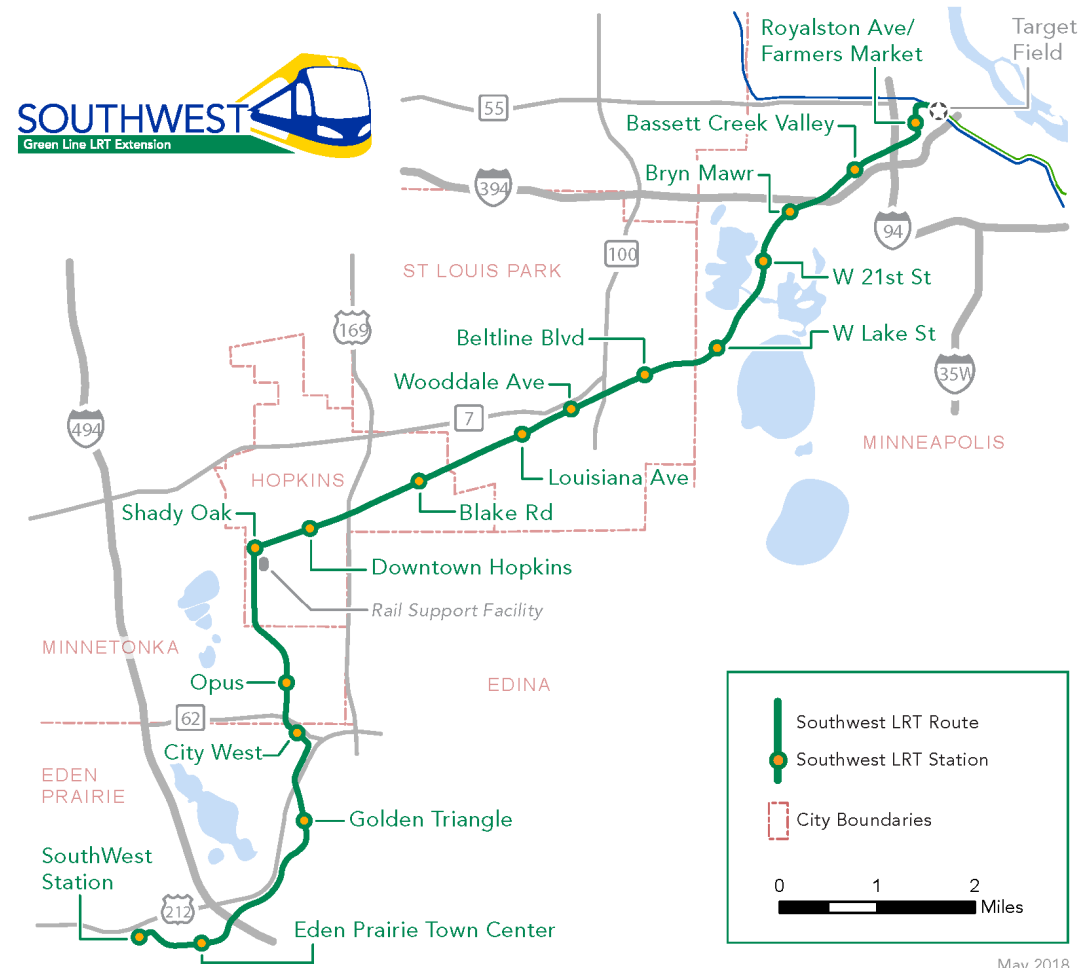 SOUTHWEST
Green Line LRT Extension
Royalston Ave/
Farmers Market
Target
Field
55
Bassett Creek Valley
Bryn Mawr
394
94
100
ST LOUIS PARK
W 21st St
169
Beltline Blvd
W Lake St
Wooddale Ave
35W
7
494
MINNEAPOLIS
HOPKINS
Louisiana Ave
Shady Oak
Blake Rd
Downtown Hopkins
Rail Support Facility
MINNETONKA
Opus
EDINA
62
City West
Southwest LRT Route
Southwest LRT Station
EDEN
PRAIRIE
Golden Triangle
City Boundaries
SouthWest
Station
0 1 2
Miles
212
Eden Prairie Town Center
May 2018